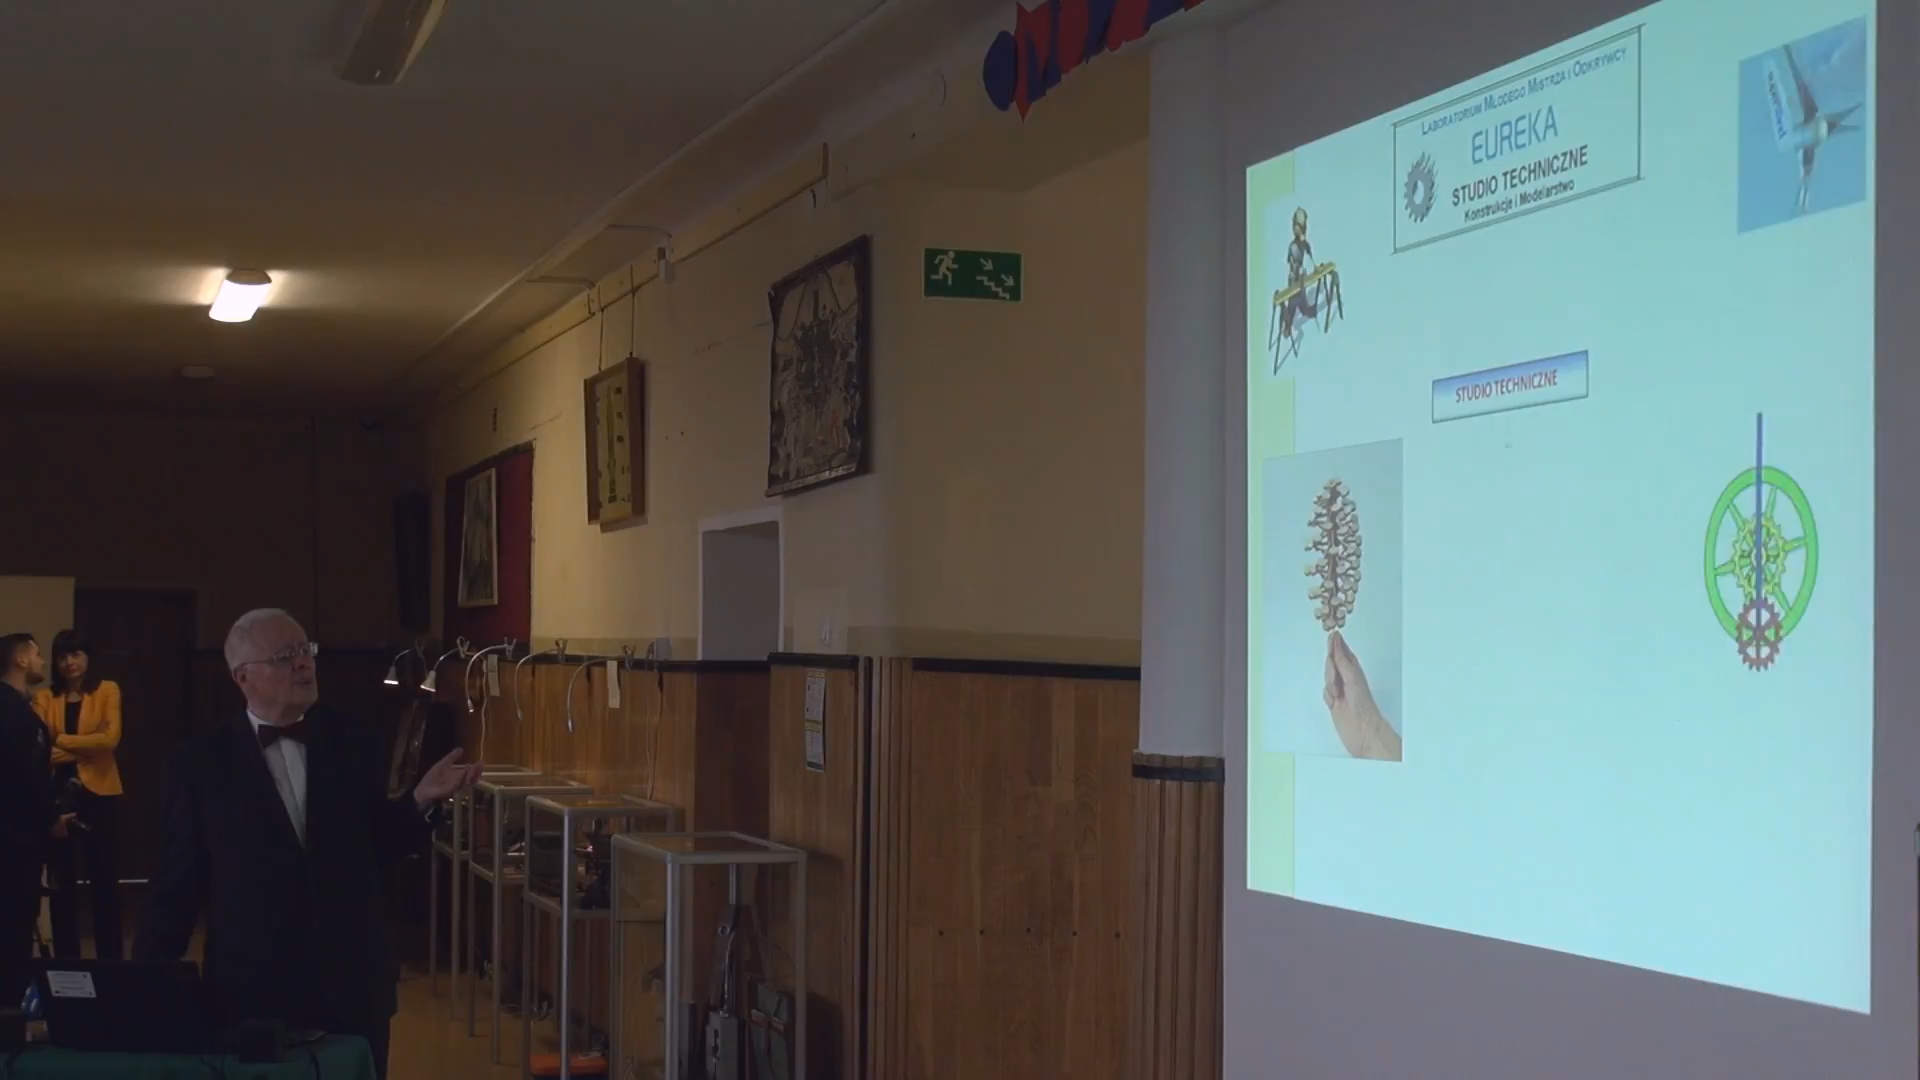 LABORATORIUM MŁODEGO MISTRZA I ODKRYWCY
EUREKA
STUDIO TECHNICZNE
Konstrukcje i Modelarstwo
STUDIO TECHNICZNE